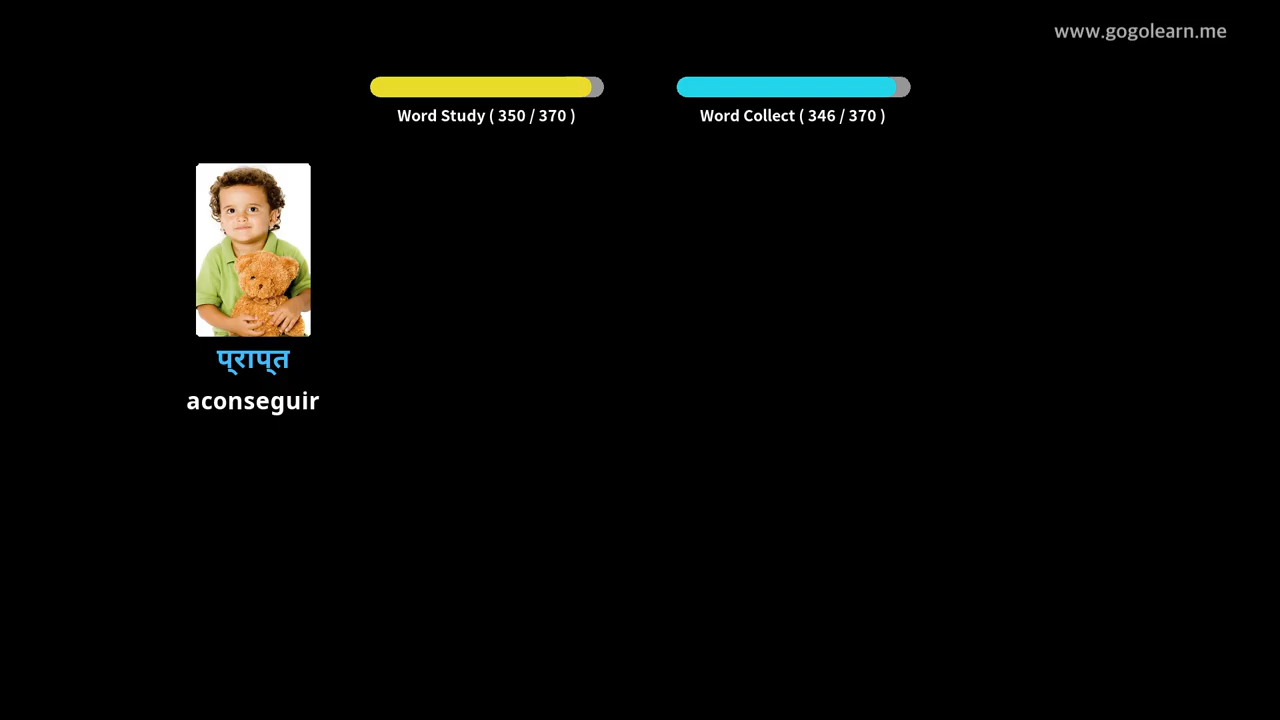 www.gogolearn.me
Word Study ( 350 / 370 )
Word Collect ( 346 / 370 )
प्राप्त
aconseguir